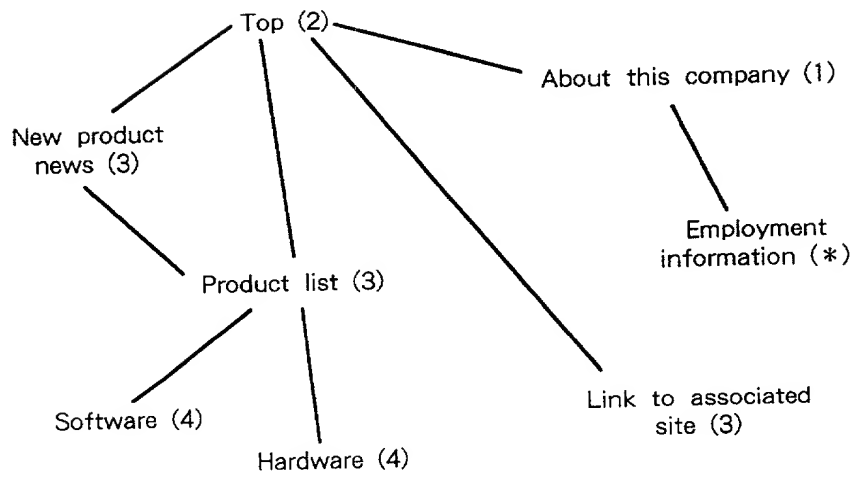 Top (2)
About this company (1)
New product
news (3)
Employment
information (*)
Product list (3)
Link to associated
site (3)
Software (4)
Hardware (4)